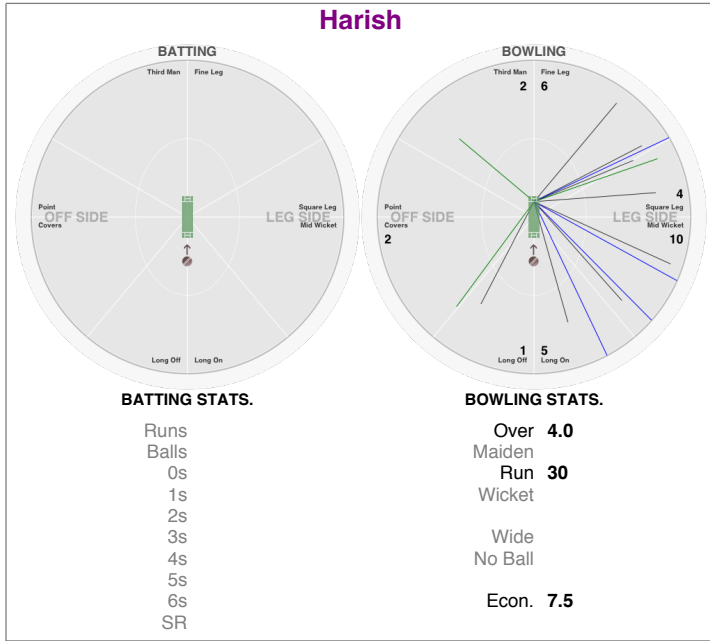 Harish
BATTING
Third Man Fine Leg
Point
OFF SIDE
Covers
Square Leg
LEG SIDE
Mid Wicket
Long Off Long On
BATTING STATS.
Runs
Balls
0s
1s
2s
3s
4s
5s
6s
SR
BOWLING
Third Man Fine Leg
2 6
4
Point
OFF SIDE
Covers
2
Square Leg
LEG SIDE
Mid Wicket
10
1 5
Long Off Long On
BOWLING STATS.
Over 4.0
Maiden
Run 30
Wicket
Wide
No Ball
Econ. 7.5